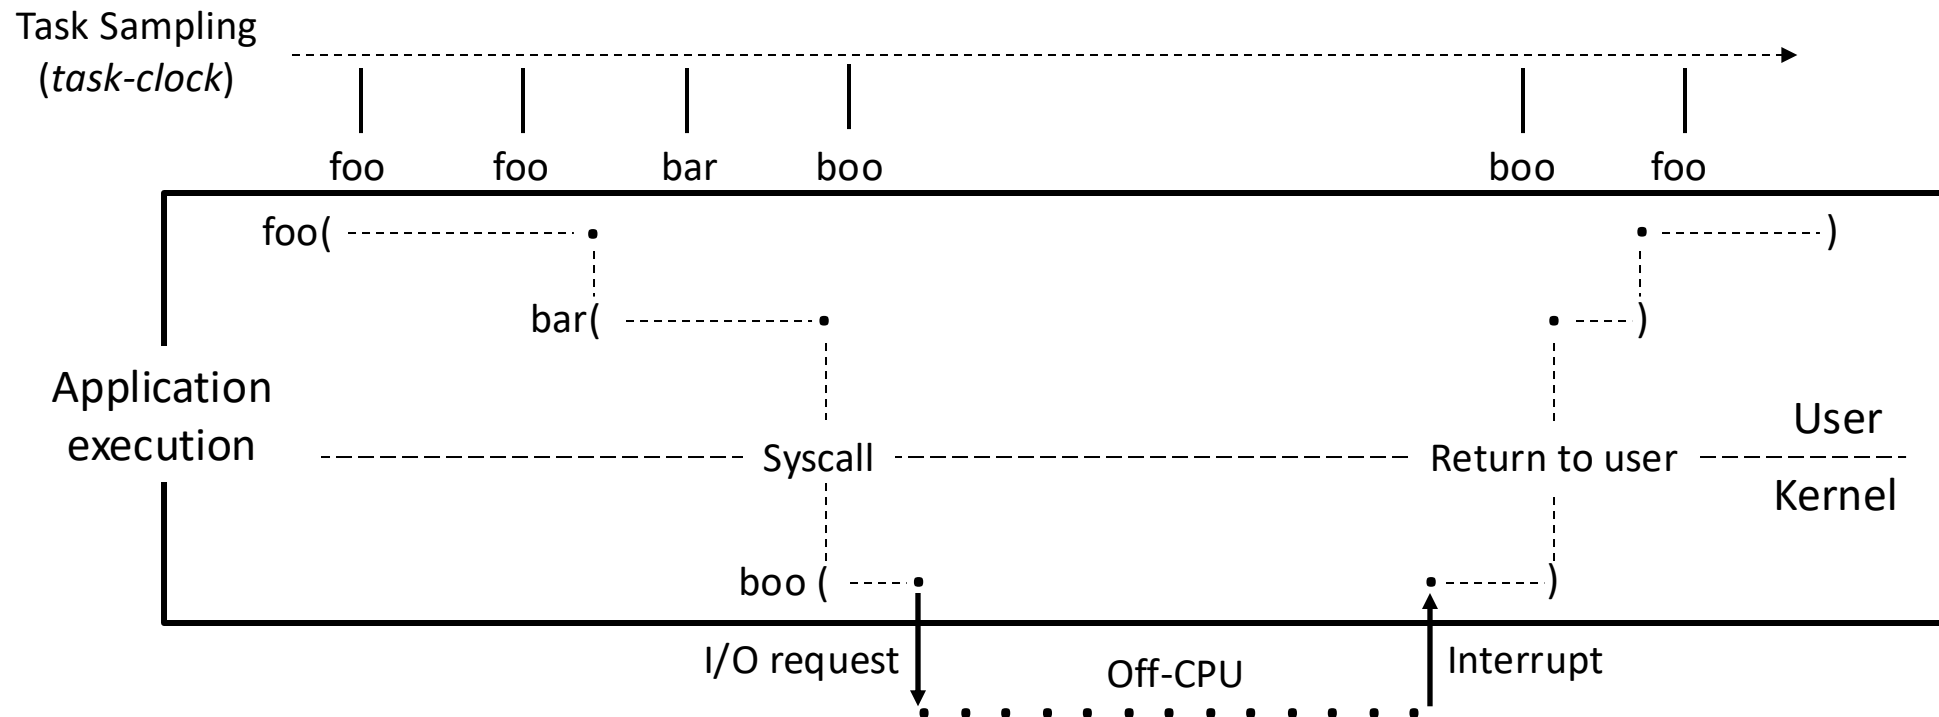 Task Sampling
(task-clock)
foo
foo
bar
boo
boo
foo
foo(
)
bar(
)
Application
execution
User
Syscall
Return to user
Kernel
boo (
)
I/O request
Off-CPU
Interrupt